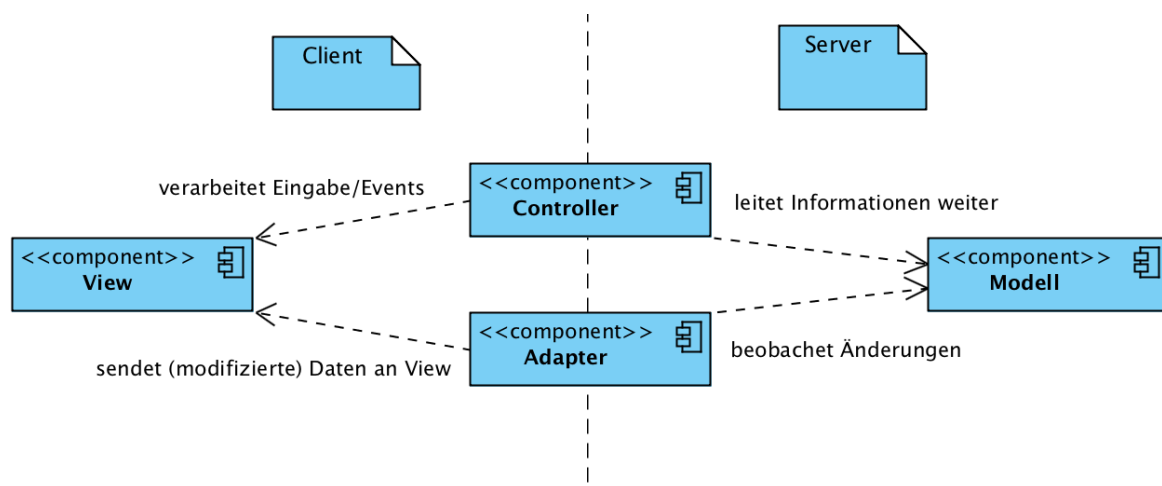 Client
Server
verarbeitet Eingabe/Events
<<component>>
Controller
leitet Informationen weiter
<<component>>
View
<<component>>
Modell
<<component>>
Adapter
sendet (modifizierte) Daten an View
beobachet Änderungen